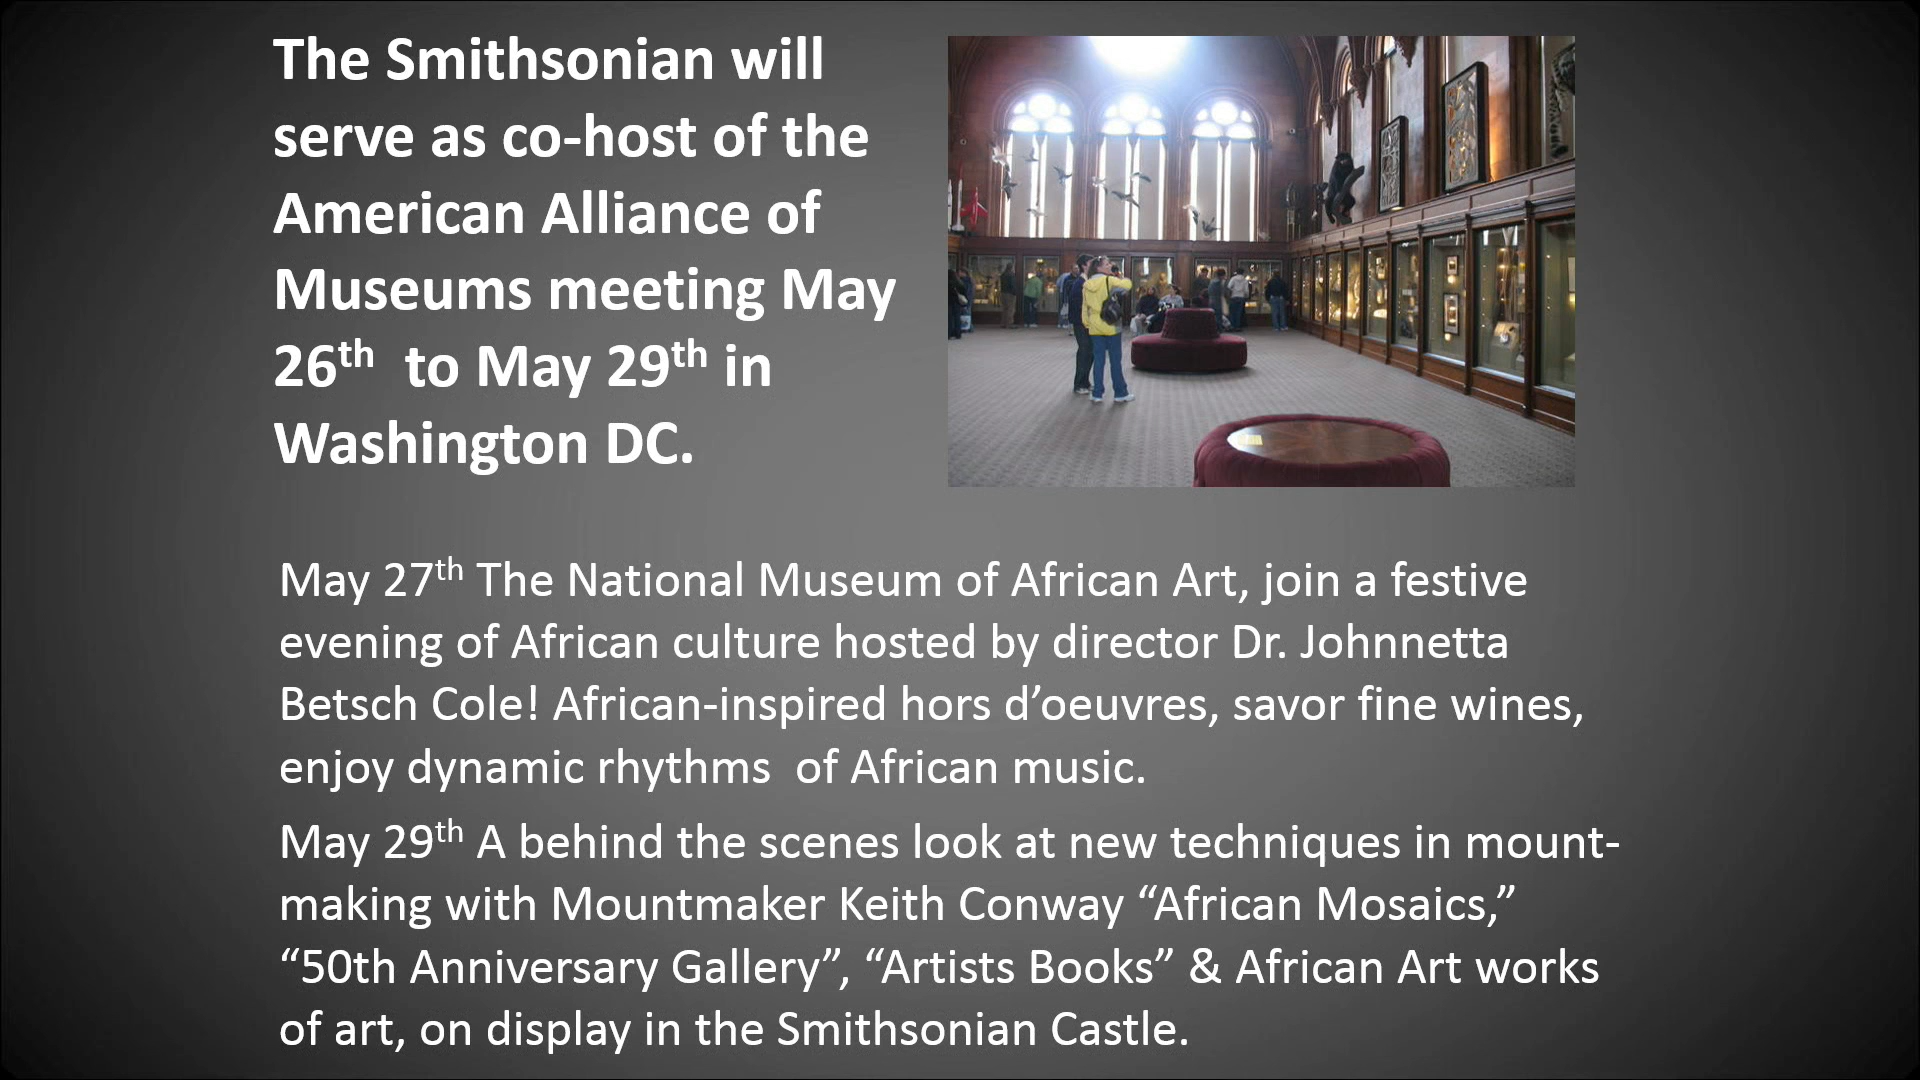 The Smithsonian will
serve as co-host of the
American Alliance of
Museums meeting May
26th  to May 29th in
Washington DC.
May 27th The National Museum of African Art, join a festive
evening of African culture hosted by director Dr. Johnnetta
Betsch Cole! African-inspired hors d’oeuvres, savor fine wines,
enjoy dynamic rhythms  of African music.
May 29th A behind the scenes look at new techniques in mount-
making with Mountmaker Keith Conway “African Mosaics,”
“50th Anniversary Gallery”, “Artists Books” & African Art works
of art, on display in the Smithsonian Castle.